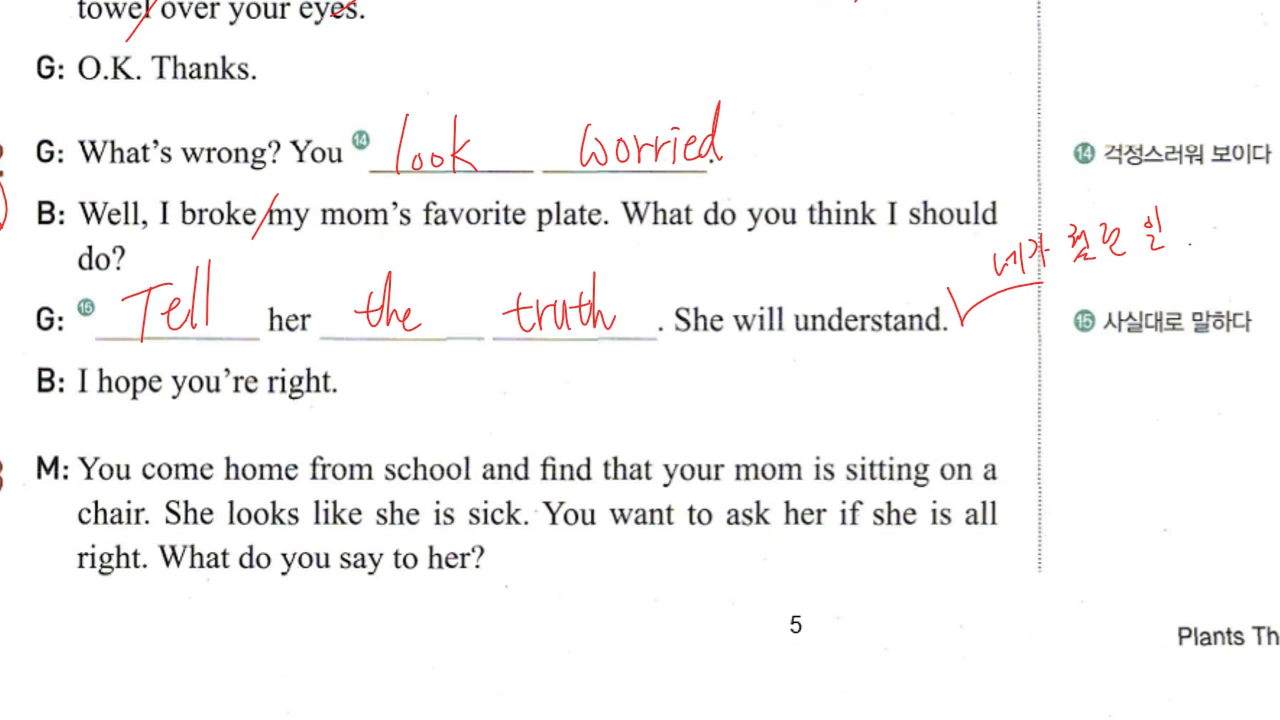 towel over your eyes.
G: O.K. Thanks.
G: What's wrong? You ⑭ look worried. ⑭ 걱정스러워 보이다
B: Well, I broke my mom's favorite plate. What do you think I should
do?
네가 할 일.
G: ⑮ Tell her the truth. She will understand. ⑮ 사실대로 말하다
B: I hope you're right.
M: You come home from school and find that your mom is sitting on a
chair. She looks like she is sick. You want to ask her if she is all
right. What do you say to her?
5
Plants Th